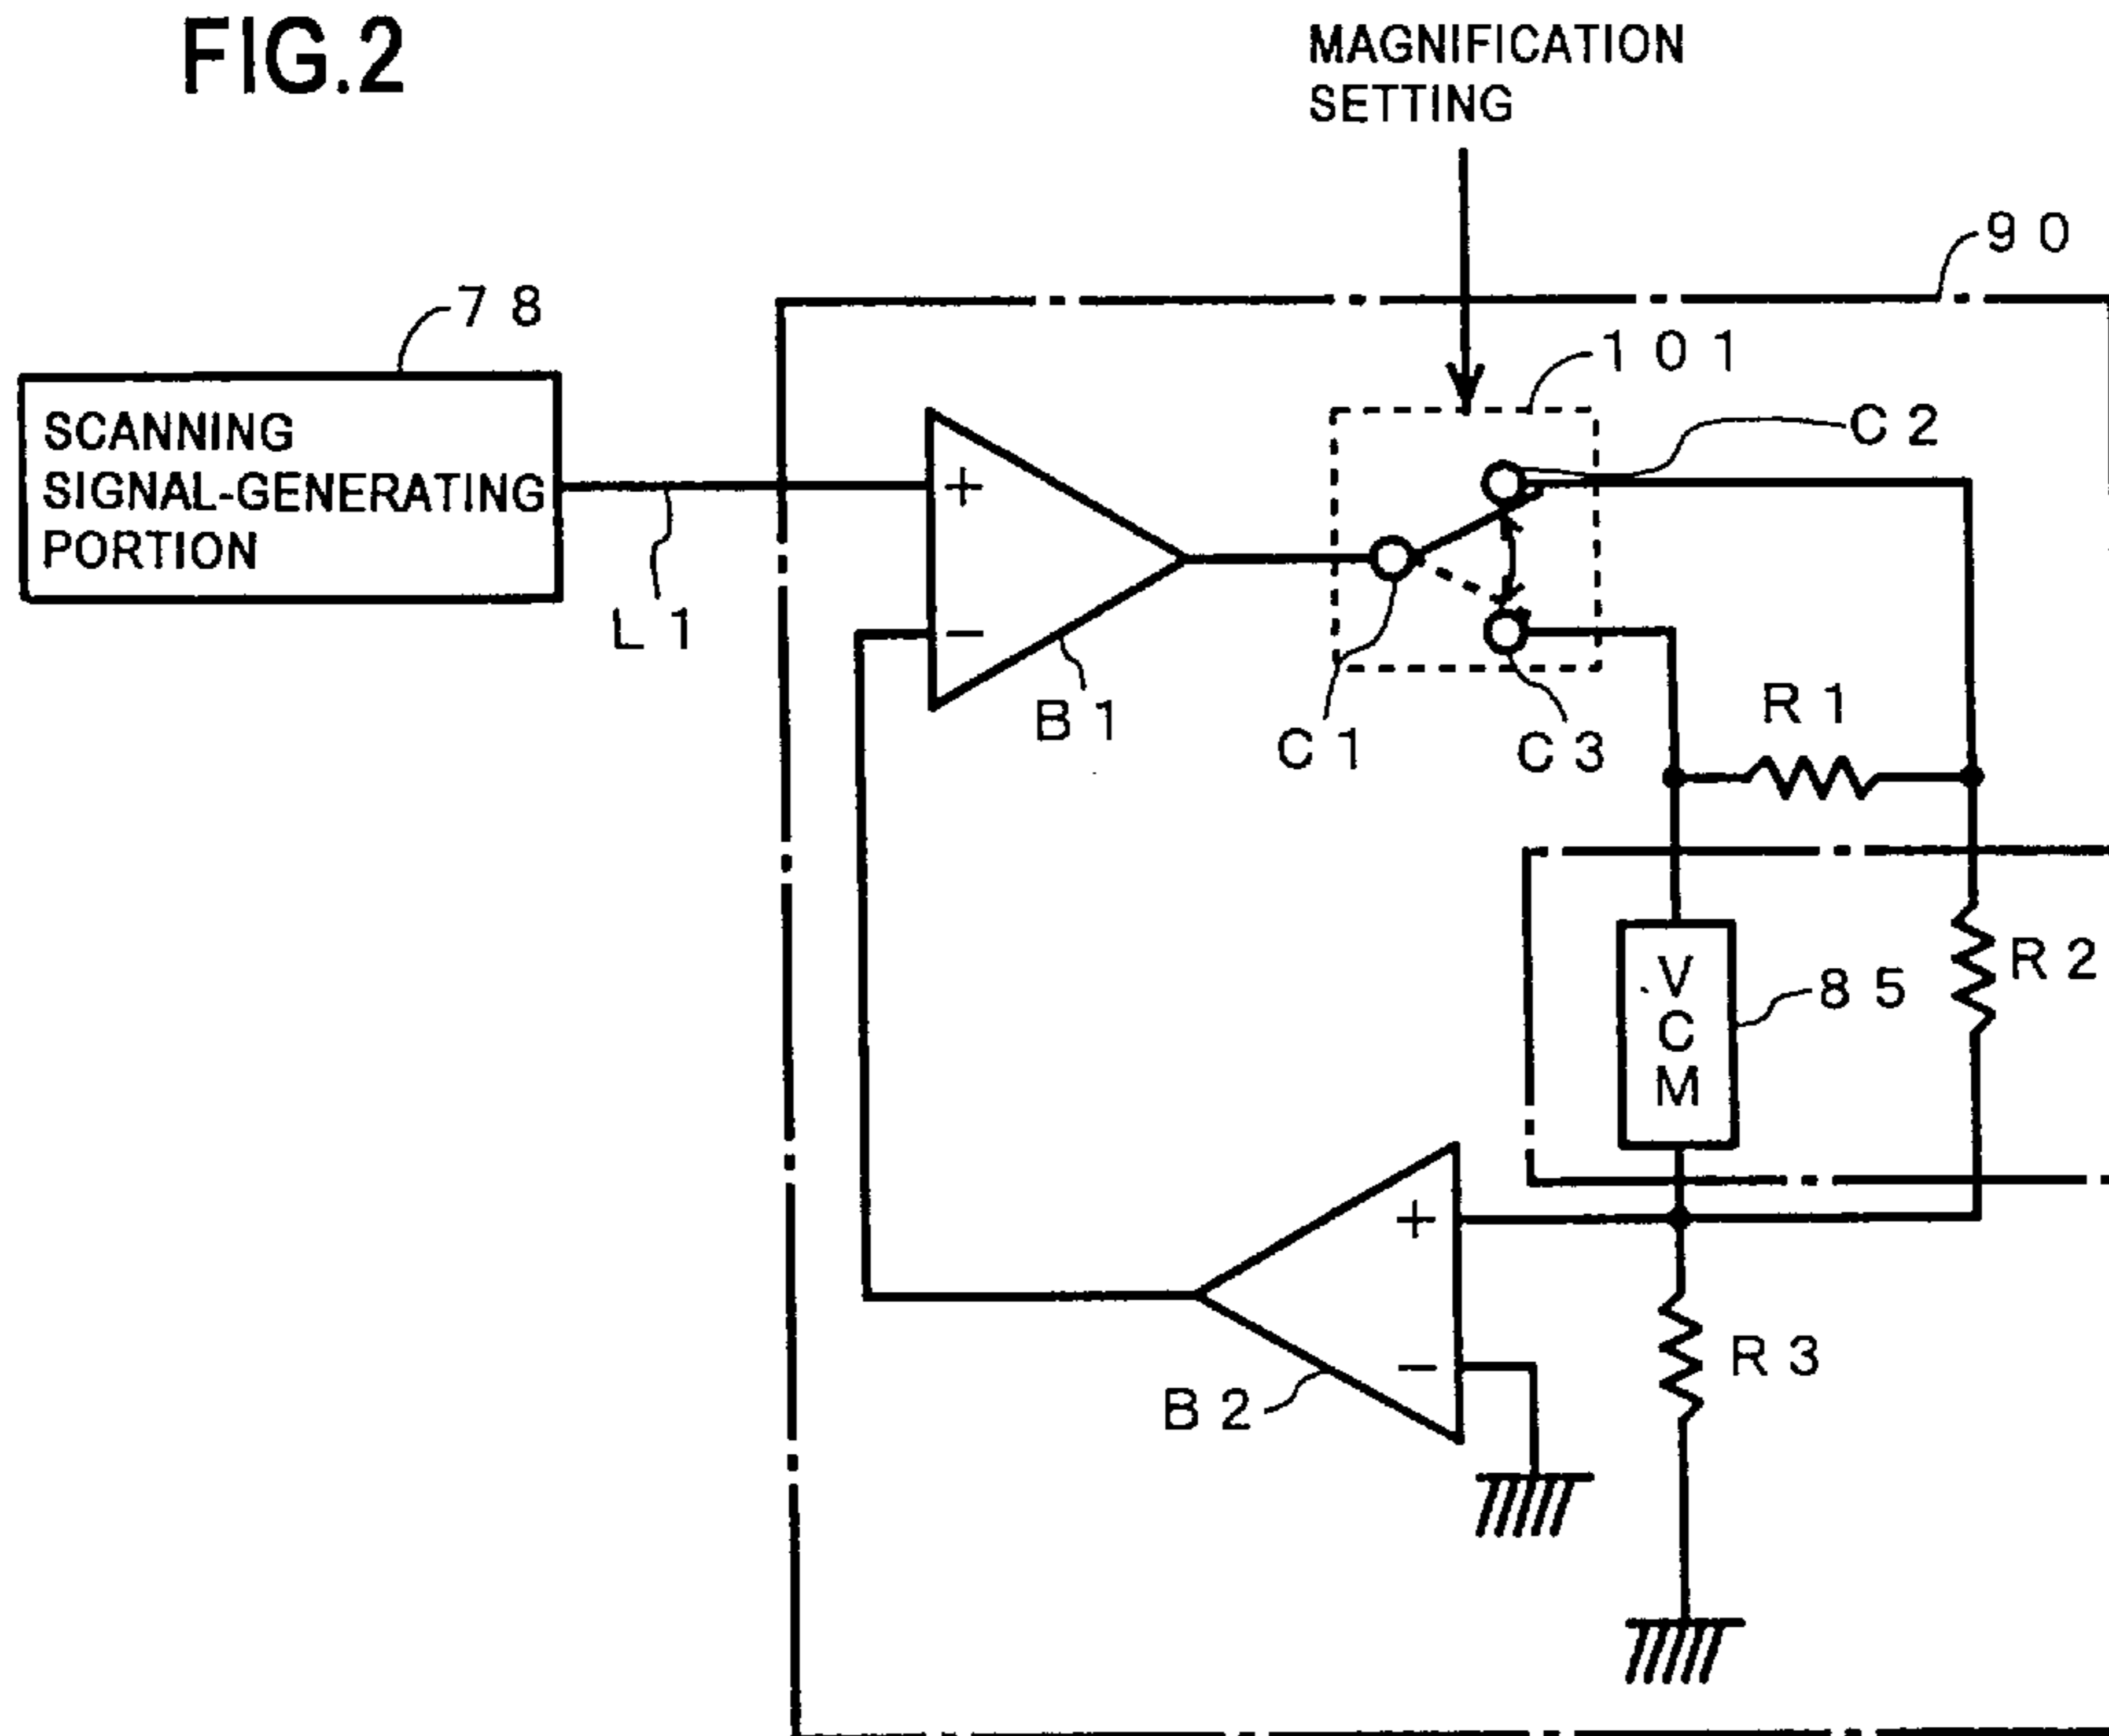 FIG.2
MAGNIFICATION
SETTING
90
78
101
SCANNING
SIGNAL-GENERATING
PORTION
C2
+
L1
−
B1
C1
C3
R1
V
C
M
85
R2
+
−
B2
R3